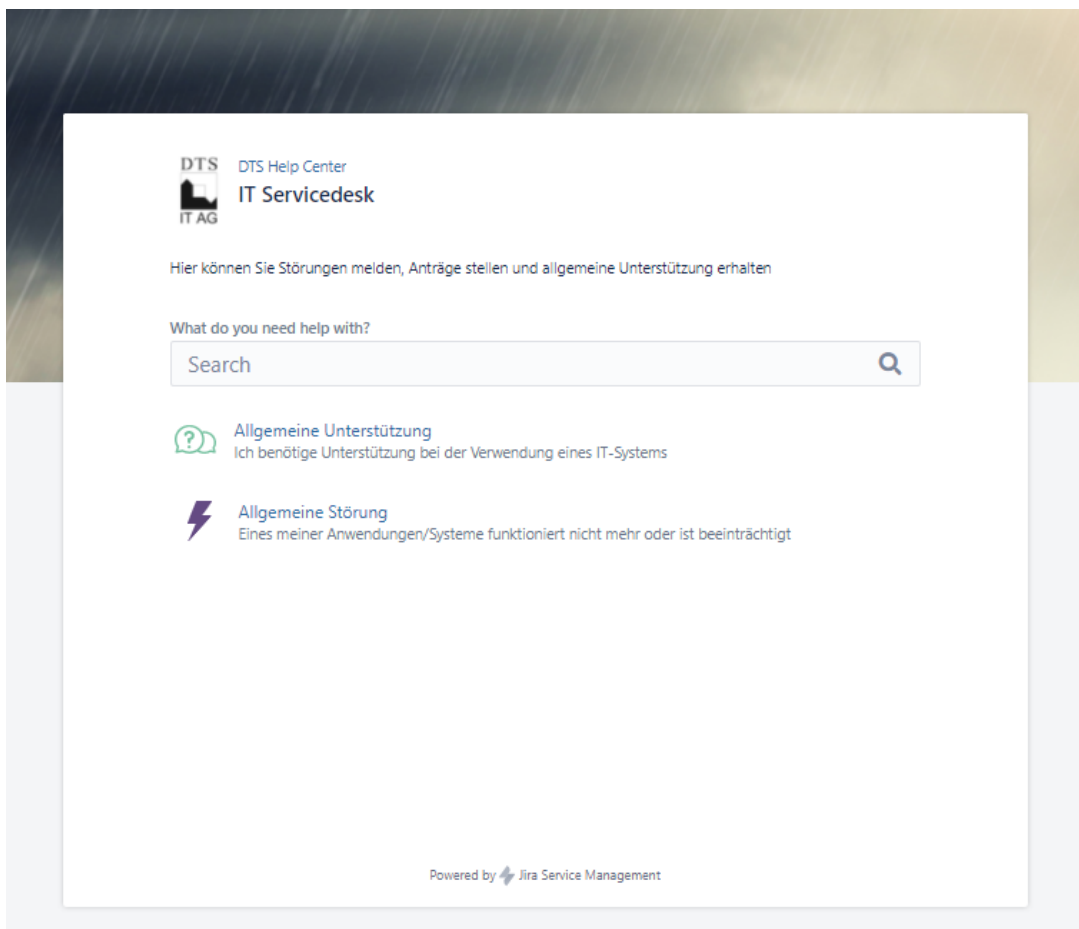 DTS
IT AG
DTS Help Center
IT Servicedesk
Hier können Sie Störungen melden, Anträge stellen und allgemeine Unterstützung erhalten
What do you need help with?
Search
Allgemeine Unterstützung
Ich benötige Unterstützung bei der Verwendung eines IT-Systems
Allgemeine Störung
Eines meiner Anwendungen/Systeme funktioniert nicht mehr oder ist beeinträchtigt
Powered by Jira Service Management